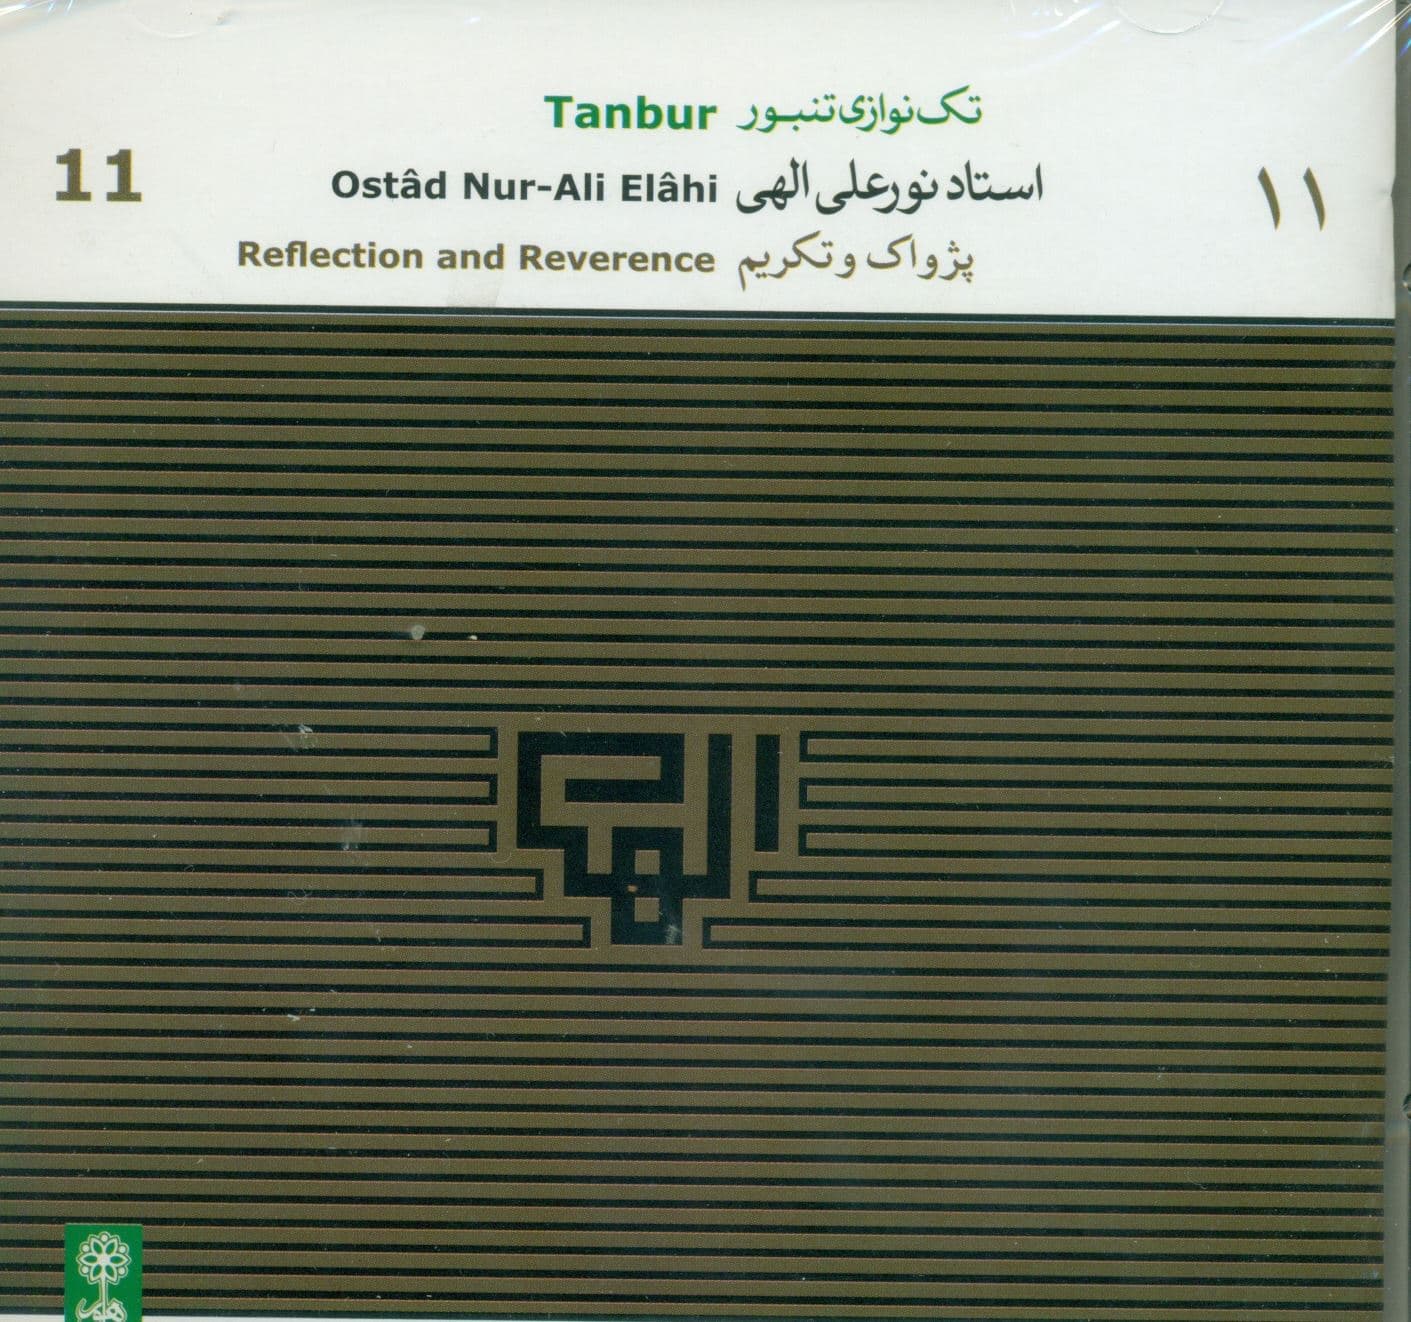 Tanbur تک‌نوازی تنبور
11 Ostâd Nur-Ali Elâhi استاد نورعلی الهی ۱۱
Reflection and Reverence پژواک و تکریم
الهی